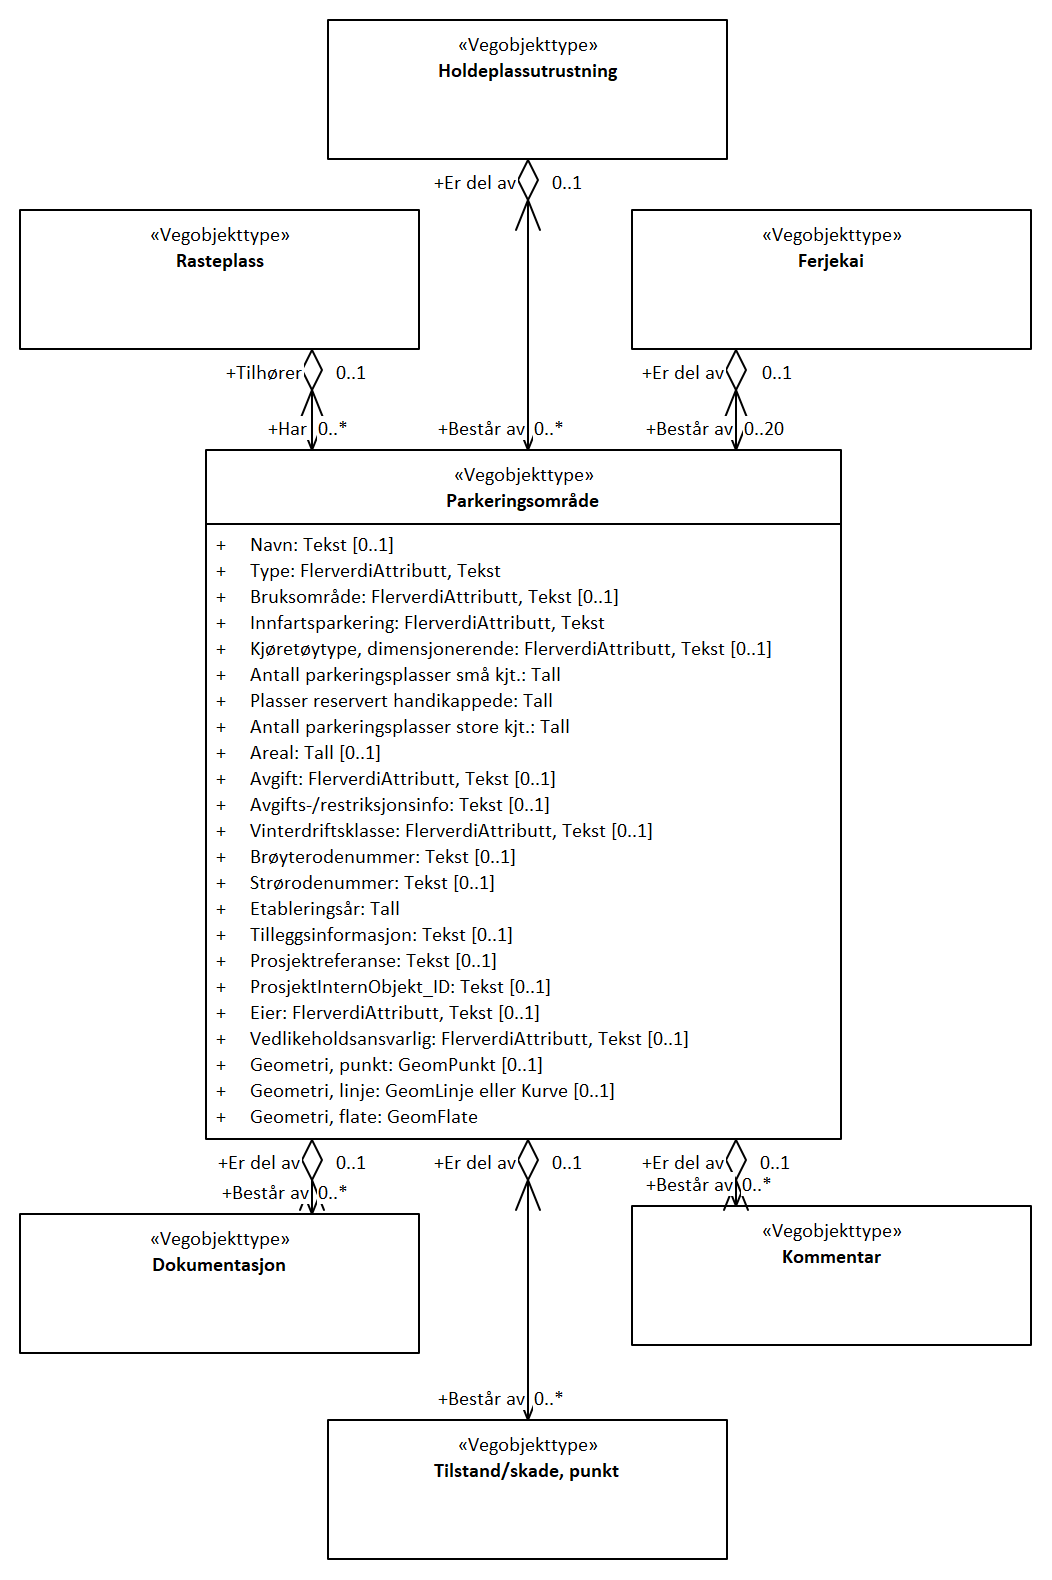 «Vegobjekttype»
Holdeplassutrustning
+Er del av 0..1
«Vegobjekttype»
Rasteplass
«Vegobjekttype»
Ferjekai
+Tilhører 0..1
+Er del av 0..1
+Har 0..*
+Består av 0..*
+Består av 0..20
«Vegobjekttype»
Parkeringsområde
+ Navn: Tekst [0..1]
+ Type: FlerverdiAttributt, Tekst
+ Bruksområde: FlerverdiAttributt, Tekst [0..1]
+ Innfartsparkering: FlerverdiAttributt, Tekst
+ Kjøretøytype, dimensjonerende: FlerverdiAttributt, Tekst [0..1]
+ Antall parkeringsplasser små kjt.: Tall
+ Plasser reservert handikappede: Tall
+ Antall parkeringsplasser store kjt.: Tall
+ Areal: Tall [0..1]
+ Avgift: FlerverdiAttributt, Tekst [0..1]
+ Avgifts-/restriksjonsinfo: Tekst [0..1]
+ Vinterdriftsklasse: FlerverdiAttributt, Tekst [0..1]
+ Brøyterodenummer: Tekst [0..1]
+ Strørodenummer: Tekst [0..1]
+ Etableringsår: Tall
+ Tilleggsinformasjon: Tekst [0..1]
+ Prosjektreferanse: Tekst [0..1]
+ ProsjektInternObjekt_ID: Tekst [0..1]
+ Eier: FlerverdiAttributt, Tekst [0..1]
+ Vedlikeholdsansvarlig: FlerverdiAttributt, Tekst [0..1]
+ Geometri, punkt: GeomPunkt [0..1]
+ Geometri, linje: GeomLinje eller Kurve [0..1]
+ Geometri, flate: GeomFlate
+Er del av 0..1
+Er del av 0..1
+Er del av 0..1
+Består av 0..*
+Består av 0..*
«Vegobjekttype»
Dokumentasjon
«Vegobjekttype»
Kommentar
+Består av 0..*
«Vegobjekttype»
Tilstand/skade, punkt